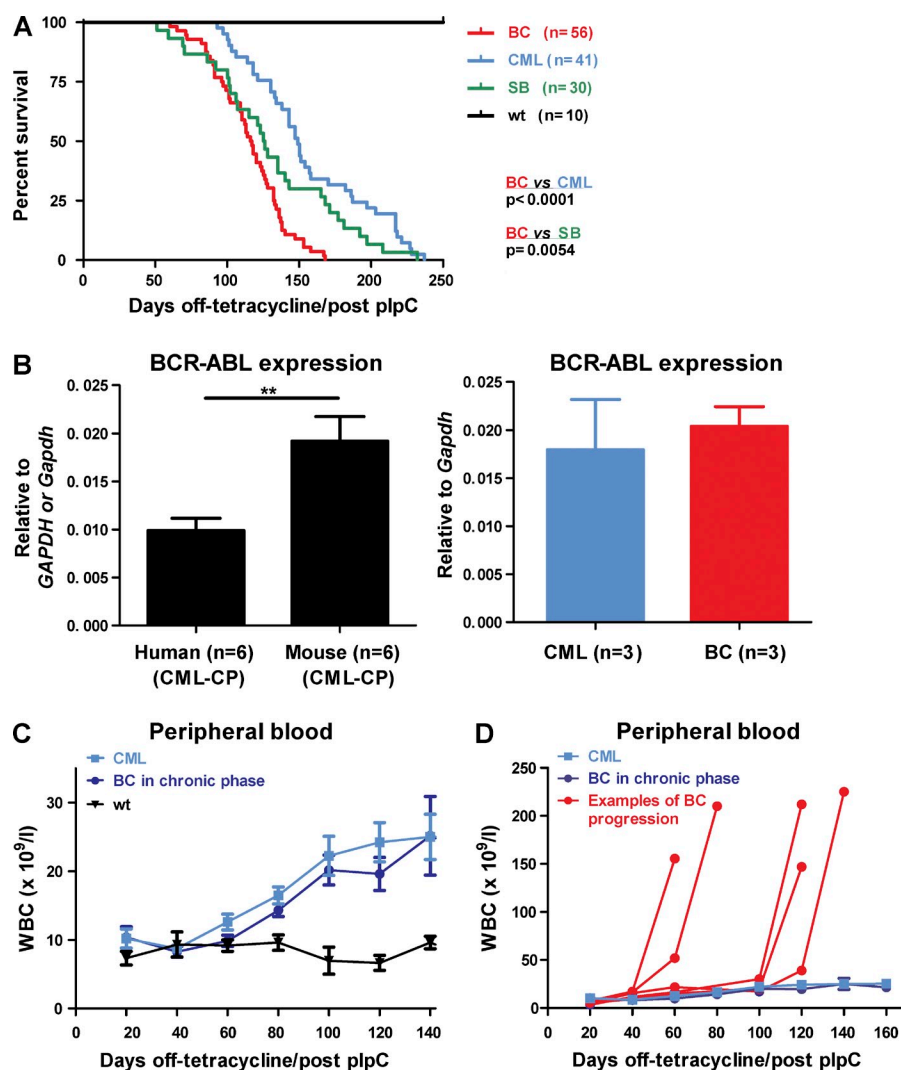 A
Percent survival
100
75
50
25
0
0 50 100 150 200 250
Days off-tetracycline/post pIpC
BC (n= 56)
CML (n= 41)
SB (n= 30)
wt (n= 10)
BC vs CML
p< 0.0001
BC vs SB
p= 0.0054
B
BCR-ABL expression
Relative to
GAPDH or Gapdh
0. 025
0. 020
0. 015
0. 010
0. 005
0. 000
**
Human (n=6) Mouse (n=6)
(CML-CP) (CML-CP)
BCR-ABL expression
Relative to Gapdh
0. 025
0. 020
0. 015
0. 010
0. 005
0. 000
CML (n=3) BC (n=3)
C
Peripheral blood
CML
BC in chronic phase
wt
WBC (x 10⁹/l)
30
20
10
0
20 40 60 80 100 120 140
Days off-tetracycline/post pIpC
D
Peripheral blood
CML
BC in chronic phase
Examples of BC
progression
WBC (x 10⁹/l)
250
200
150
100
50
0
0 20 40 60 80 100 120 140 160
Days off-tetracycline/post pIpC